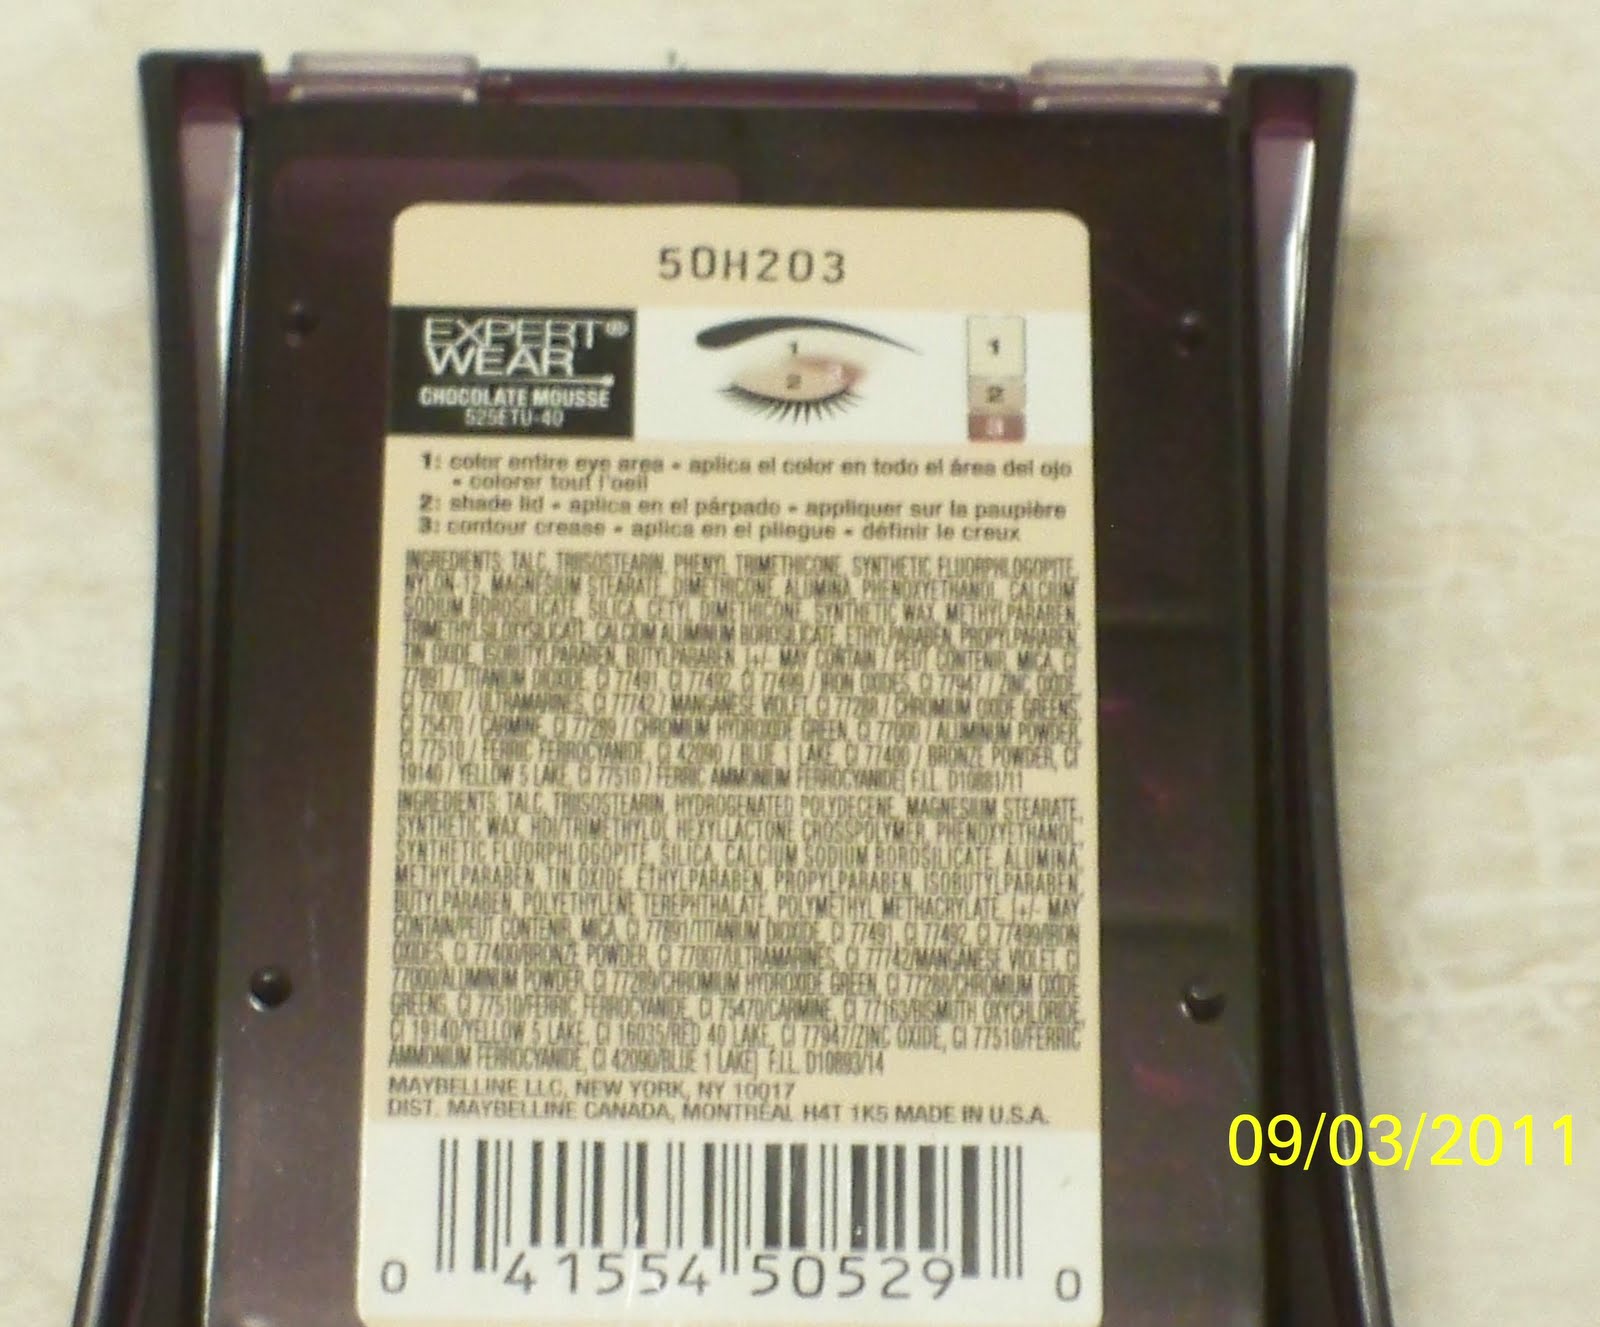 50H203
EXPERT®
WEAR
CHOCOLATE MOUSSE
525ETU-40
1
2
1
2
3
1: color entire eye area • aplica el color en todo el área del ojo
• colorer tout l'oeil
2: shade lid • aplica en el párpado • appliquer sur la paupière
3: contour crease • aplica en el pliegue • définir le creux
INGREDIENTS: TALC, TRIISOSTEARIN, PHENYL TRIMETHICONE, SYNTHETIC FLUORPHLOGOPITE,
NYLON-12, MAGNESIUM STEARATE, DIMETHICONE, ALUMINA, PHENOXYETHANOL, CALCIUM
SODIUM BOROSILICATE, SILICA, CETYL DIMETHICONE, SYNTHETIC WAX, METHYLPARABEN,
TRIMETHYLSILOXYSILICATE, CALCIUM ALUMINUM BOROSILICATE, ETHYLPARABEN, PROPYLPARABEN,
TIN OXIDE, ISOBUTYLPARABEN, BUTYLPARABEN. [+/- MAY CONTAIN / PEUT CONTENIR, MICA, CI
77891 / TITANIUM DIOXIDE, CI 77491, CI 77492, CI 77499 / IRON OXIDES, CI 77947 / ZINC OXIDE,
CI 77007 / ULTRAMARINES, CI 77742 / MANGANESE VIOLET, CI 77288 / CHROMIUM OXIDE GREENS,
CI 75470 / CARMINE, CI 77289 / CHROMIUM HYDROXIDE GREEN, CI 77000 / ALUMINUM POWDER,
CI 77510 / FERRIC FERROCYANIDE, CI 42090 / BLUE 1 LAKE, CI 77400 / BRONZE POWDER, CI
19140 / YELLOW 5 LAKE, CI 77510 / FERRIC AMMONIUM FERROCYANIDE] F.I.L. D10881/11
INGREDIENTS: TALC, TRIISOSTEARIN, HYDROGENATED POLYDECENE, MAGNESIUM STEARATE,
SYNTHETIC WAX, HDI/TRIMETHYLOL HEXYLLACTONE CROSSPOLYMER, PHENOXYETHANOL,
SYNTHETIC FLUORPHLOGOPITE, SILICA, CALCIUM SODIUM BOROSILICATE, ALUMINA,
METHYLPARABEN, TIN OXIDE, ETHYLPARABEN, PROPYLPARABEN, ISOBUTYLPARABEN,
BUTYLPARABEN, POLYETHYLENE TEREPHTHALATE, POLYMETHYL METHACRYLATE, [+/- MAY
CONTAIN/PEUT CONTENIR, MICA, CI 77891/TITANIUM DIOXIDE, CI 77491, CI 77492, CI 77499/IRON
OXIDES, CI 77400/BRONZE POWDER, CI 77007/ULTRAMARINES, CI 77742/MANGANESE VIOLET, CI
77000/ALUMINUM POWDER, CI 77289/CHROMIUM HYDROXIDE GREEN, CI 77288/CHROMIUM OXIDE
GREENS, CI 77510/FERRIC FERROCYANIDE, CI 75470/CARMINE, CI 77163/BISMUTH OXYCHLORIDE,
CI 19140/YELLOW 5 LAKE, CI 16035/RED 40 LAKE, CI 77947/ZINC OXIDE, CI 77510/FERRIC
AMMONIUM FERROCYANIDE, CI 42090/BLUE 1 LAKE] F.I.L. D10893/14
MAYBELLINE LLC, NEW YORK, NY 10017
DIST. MAYBELLINE CANADA, MONTRÉAL H4T 1K5 MADE IN U.S.A.
0 41554 50529 0
09/03/2011